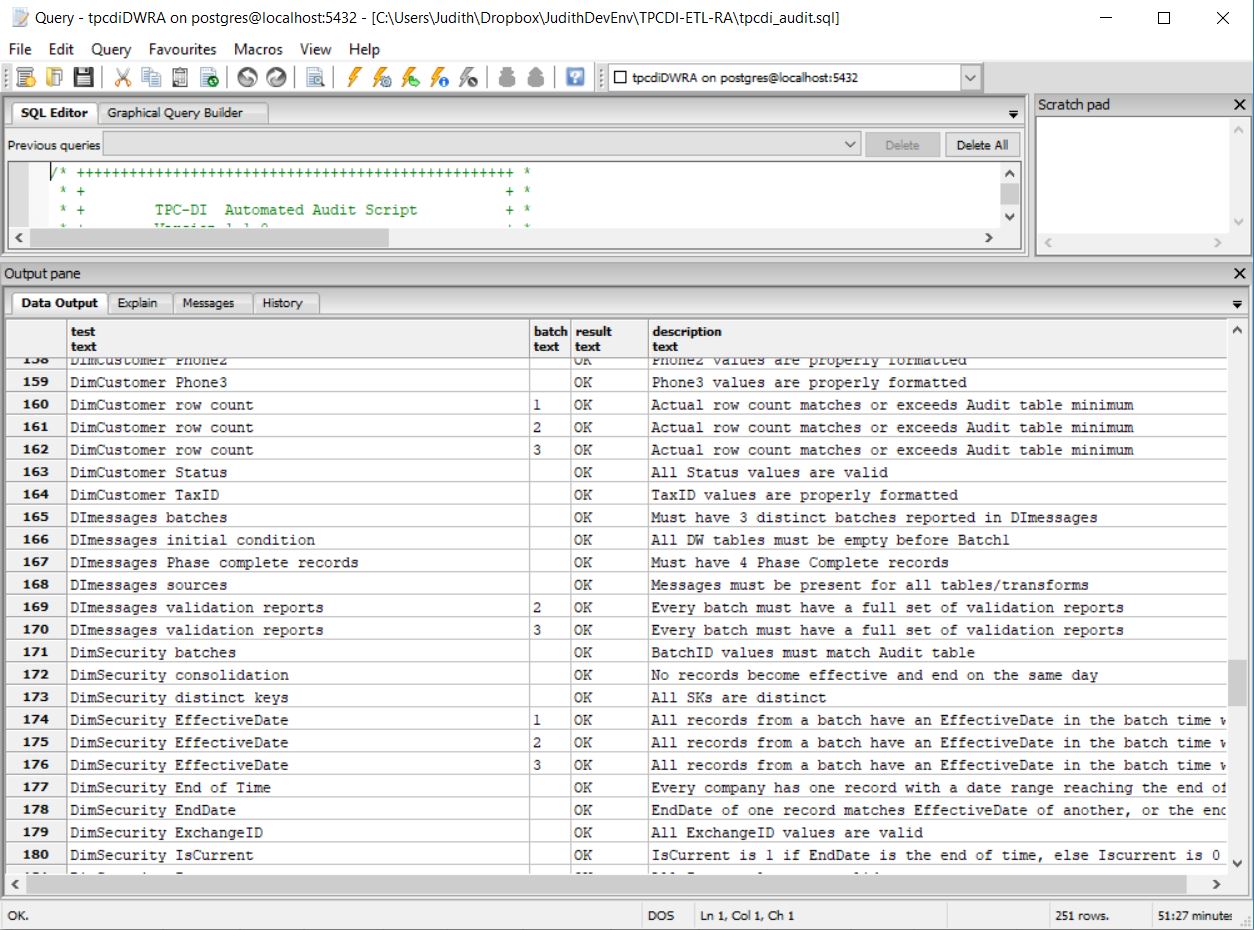 Query - tpcdiDWRA on postgres@localhost:5432 - [C:\Users\Judith\Dropbox\JudithDevEnv\TPCDI-ETL-RA\tpcdi_audit.sql]
File Edit Query Favourites Macros View Help
tpcdiDWRA on postgres@localhost:5432
SQL Editor Graphical Query Builder
Scratch pad
Previous queries Delete Delete All
/* ++++++++++++++++++++++++++++++++++++++++++++++++++ *
* + + *
* + TPC-DI Automated Audit Script + *
* + Version 1.1.0 + *
Output pane
Data Output Explain Messages History
test batch result description
text text text text
158 DimCustomer Phone2 OK Phone2 values are properly formatted
159 DimCustomer Phone3 OK Phone3 values are properly formatted
160 DimCustomer row count 1 OK Actual row count matches or exceeds Audit table minimum
161 DimCustomer row count 2 OK Actual row count matches or exceeds Audit table minimum
162 DimCustomer row count 3 OK Actual row count matches or exceeds Audit table minimum
163 DimCustomer Status OK All Status values are valid
164 DimCustomer TaxID OK TaxID values are properly formatted
165 DImessages batches OK Must have 3 distinct batches reported in DImessages
166 DImessages initial condition OK All DW tables must be empty before Batch1
167 DImessages Phase complete records OK Must have 4 Phase Complete records
168 DImessages sources OK Messages must be present for all tables/transforms
169 DImessages validation reports 2 OK Every batch must have a full set of validation reports
170 DImessages validation reports 3 OK Every batch must have a full set of validation reports
171 DimSecurity batches OK BatchID values must match Audit table
172 DimSecurity consolidation OK No records become effective and end on the same day
173 DimSecurity distinct keys OK All SKs are distinct
174 DimSecurity EffectiveDate 1 OK All records from a batch have an EffectiveDate in the batch time
175 DimSecurity EffectiveDate 2 OK All records from a batch have an EffectiveDate in the batch time
176 DimSecurity EffectiveDate 3 OK All records from a batch have an EffectiveDate in the batch time
177 DimSecurity End of Time OK Every company has one record with a date range reaching the end of
178 DimSecurity EndDate OK EndDate of one record matches EffectiveDate of another, or the end
179 DimSecurity ExchangeID OK All ExchangeID values are valid
180 DimSecurity IsCurrent OK IsCurrent is 1 if EndDate is the end of time, else Iscurrent is 0
OK. DOS Ln 1, Col 1, Ch 1 251 rows. 51:27 minutes